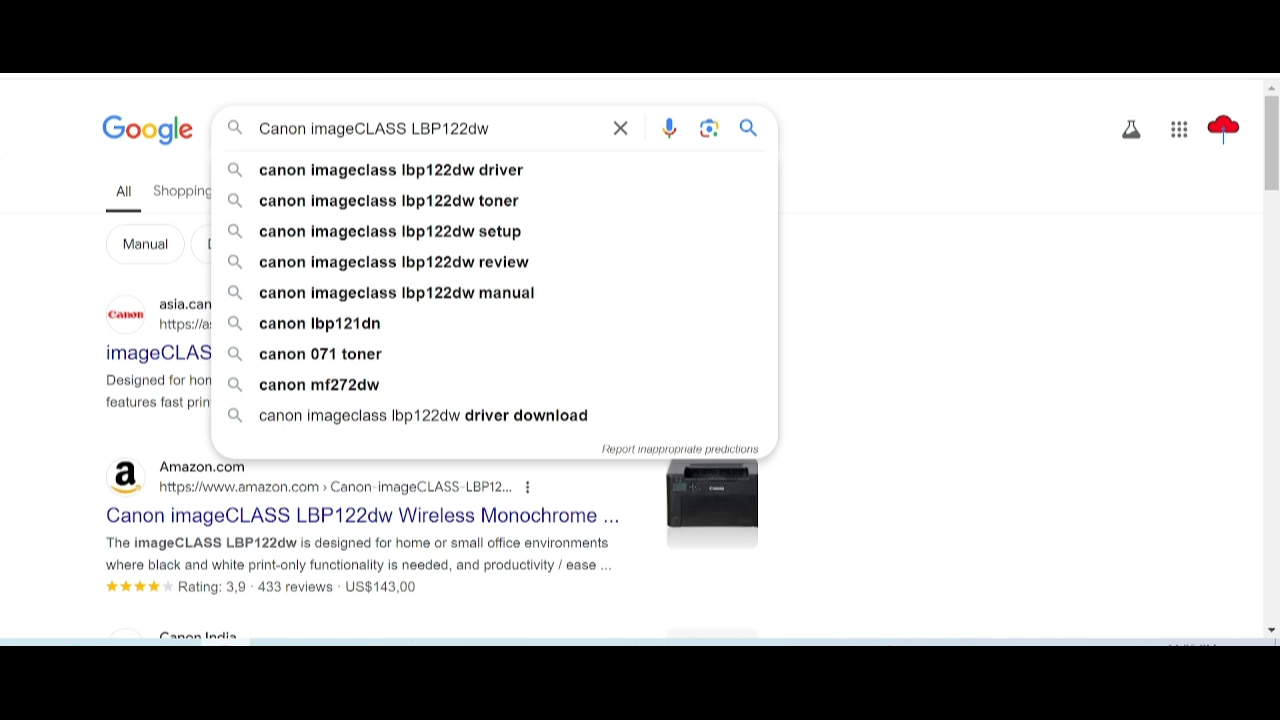 Google
Canon imageCLASS LBP122dw
canon imageclass lbp122dw driver
canon imageclass lbp122dw toner
canon imageclass lbp122dw setup
canon imageclass lbp122dw review
canon imageclass lbp122dw manual
canon lbp121dn
canon 071 toner
canon mf272dw
canon imageclass lbp122dw driver download
Report inappropriate predictions
All Shopping
Manual
Canon
asia.can
https://as
imageCLAS
Designed for hom
features fast prin
a
Amazon.com
https://www.amazon.com › Canon-imageCLASS-LBP12...
Canon imageCLASS LBP122dw Wireless Monochrome ...
The imageCLASS LBP122dw is designed for home or small office environments
where black and white print-only functionality is needed, and productivity / ease ...
Rating: 3,9 · 433 reviews · US$143,00
Canon India